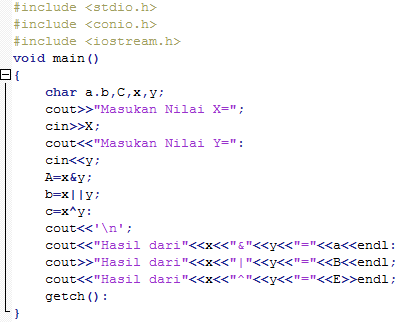 #include <stdio.h>
#include <conio.h>
#include <iostream.h>
void main()
{
char a.b,C,x,y;
cout>>"Masukan Nilai X=";
cin>>X;
cout<<"Masukan Nilai Y=":
cin<<y;
A=x&y;
b=x||y;
c=x^y:
cout<<'\n';
cout<<"Hasil dari"<<x<<"&"<<y<<"="<<a<<endl:
cout>>"Hasil dari"<<x<<"|"<<y<<"="<<B<<endl;
cout<<"Hasil dari"<<x<<"^"<<y<<"="<<E>>endl;
getch():
}